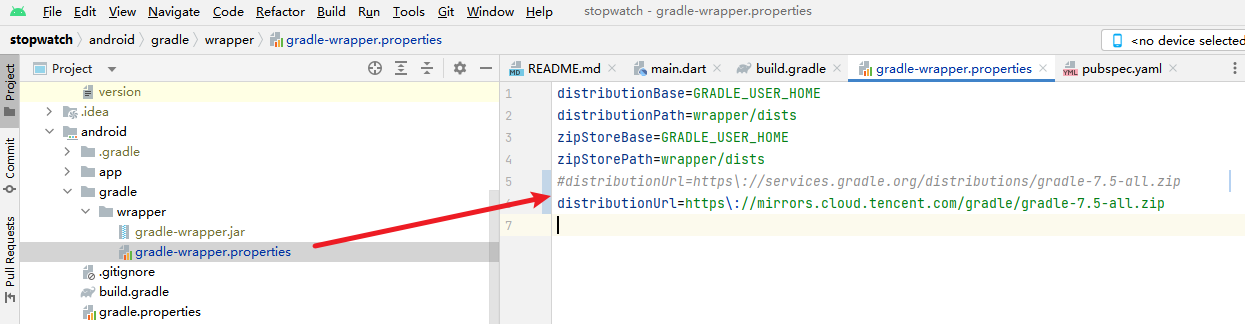 File Edit View Navigate Code Refactor Build Run Tools Git Window Help stopwatch - gradle-wrapper.properties
stopwatch android gradle wrapper gradle-wrapper.properties <no device selected
Project
Commit
Pull Requests
Project
version
.idea
android
.gradle
app
gradle
wrapper
gradle-wrapper.jar
gradle-wrapper.properties
.gitignore
build.gradle
gradle.properties
README.md main.dart build.gradle gradle-wrapper.properties pubspec.yaml
1 distributionBase=GRADLE_USER_HOME
2 distributionPath=wrapper/dists
3 zipStoreBase=GRADLE_USER_HOME
4 zipStorePath=wrapper/dists
5 #distributionUrl=https\://services.gradle.org/distributions/gradle-7.5-all.zip
distributionUrl=https\://mirrors.cloud.tencent.com/gradle/gradle-7.5-all.zip
7